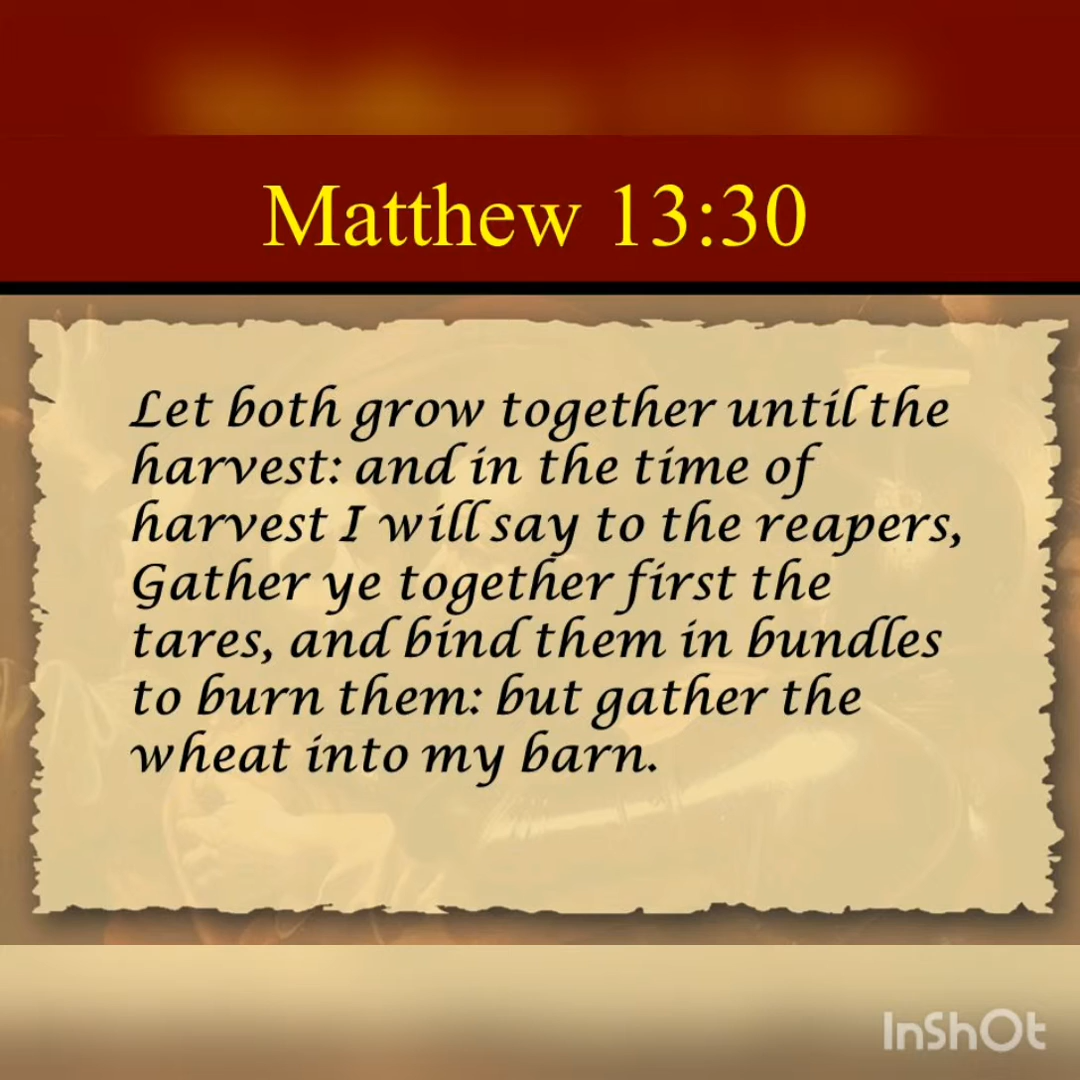 Matthew 13:30
Let both grow together until the
harvest: and in the time of
harvest I will say to the reapers,
Gather ye together first the
tares, and bind them in bundles
to burn them: but gather the
wheat into my barn.
InShOt